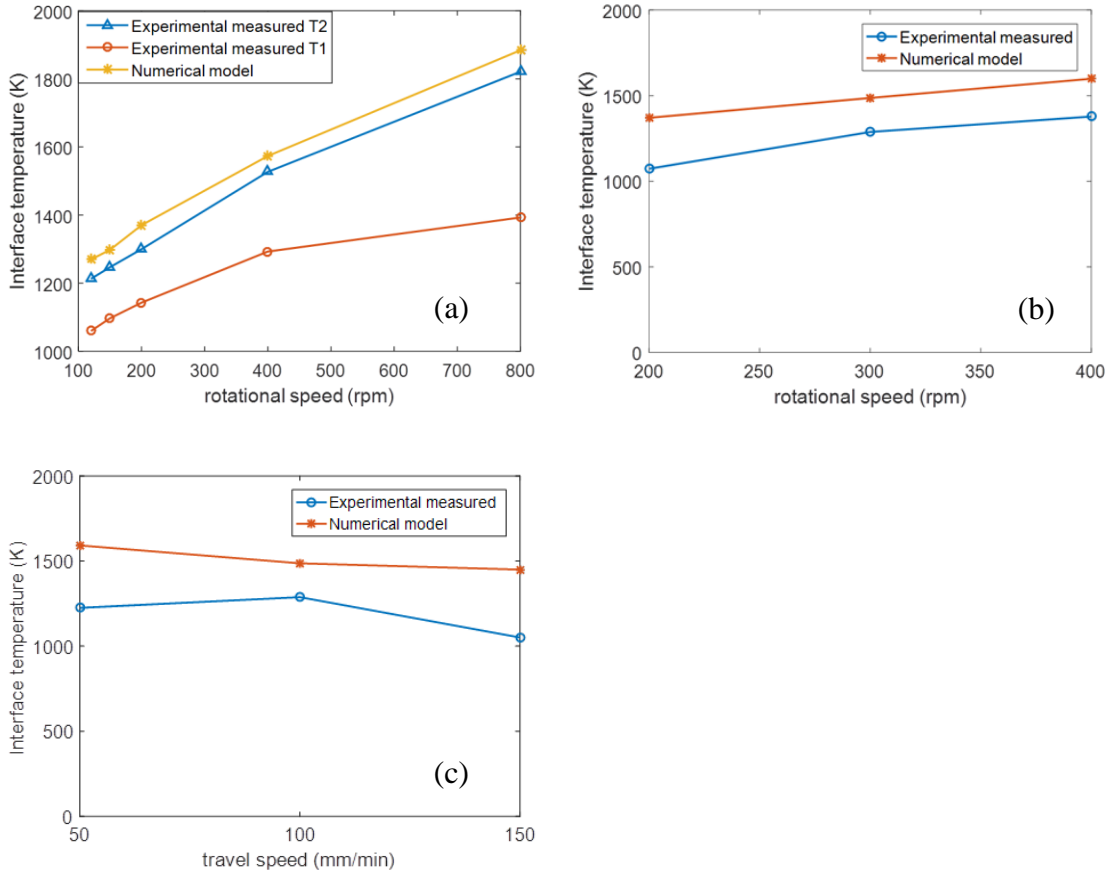 Experimental measured T2
Experimental measured T1
Numerical model
Interface temperature (K)
2000
1800
1600
1400
1200
1000
100 200 300 400 500 600 700 800
rotational speed (rpm)
(a)
Experimental measured
Numerical model
Interface temperature (K)
2000
1500
1000
500
0
200 250 300 350 400
rotational speed (rpm)
(b)
Experimental measured
Numerical model
Interface temperature (K)
2000
1500
1000
500
0
50 100 150
travel speed (mm/min)
(c)